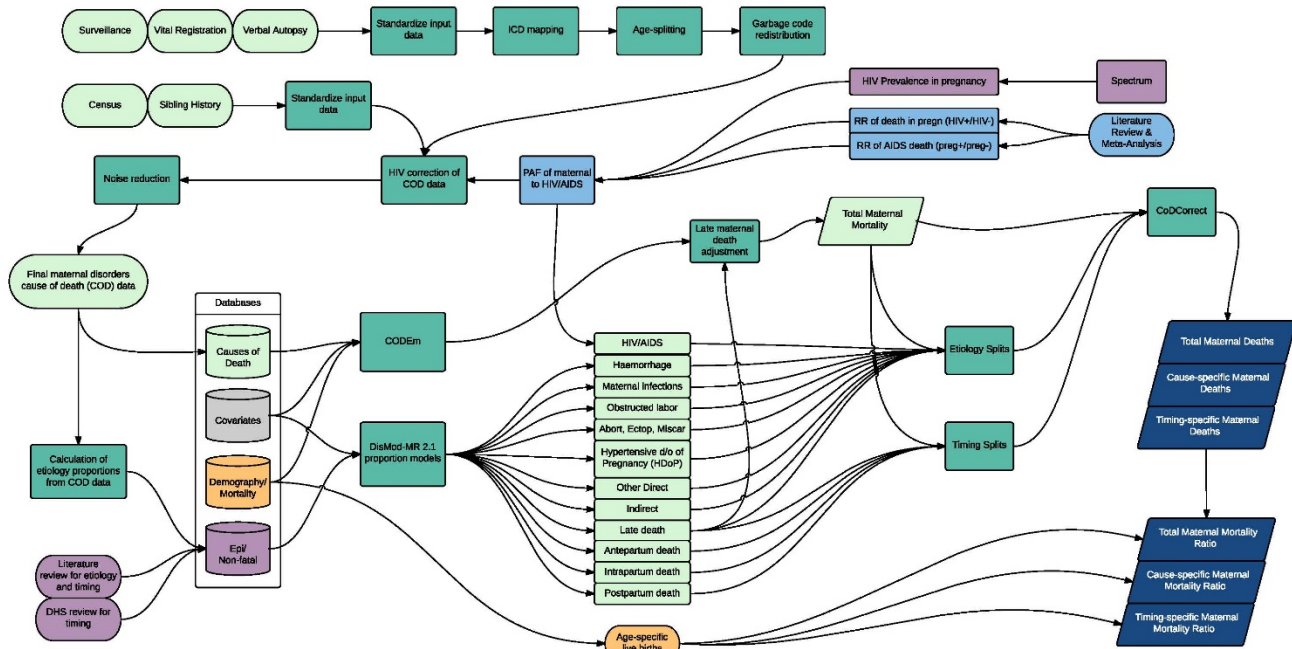 Surveillance
Vital Registration
Verbal Autopsy
Standardize input
data
ICD mapping
Age-splitting
Garbage code
redistribution
Census
Sibling History
Standardize input
data
HIV Prevalence in pregnancy
Spectrum
RR of death in pregn (HIV+/HIV-)
RR of AIDS death (preg+/preg-)
Literature
Review &
Meta-Analysis
Noise reduction
HIV correction of
COD data
PAF of maternal
to HIV/AIDS
Late maternal
death
adjustment
Total Maternal
Mortality
CoDCorrect
Final maternal disorders
cause of death (COD) data
Databases
Causes of
Death
Covariates
Demography/
Mortality
Epi/
Non-fatal
CODEm
DisMod-MR 2.1
proportion models
HIV/AIDS
Haemorrhage
Maternal Infections
Obstructed labor
Abort, Ectop, Miscar
Hypertensive d/o of
Pregnancy (HDoP)
Other Direct
Indirect
Late death
Antepartum death
Intrapartum death
Postpartum death
Etiology Splits
Timing Splits
Total Maternal Deaths
Cause-specific Maternal
Deaths
Timing-specific Maternal
Deaths
Calculation of
etiology proportions
from COD data
Literature
review for etiology
and timing
DHS review for
timing
Age-specific
live births
Total Maternal Mortality
Ratio
Cause-specific Maternal
Mortality Ratio
Timing-specific Maternal
Mortality Ratio